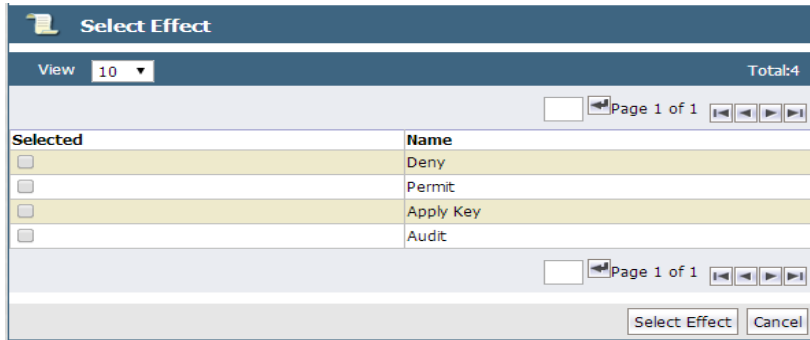 Select Effect
View 10 Total:4
Page 1 of 1
Selected Name
Deny
Permit
Apply Key
Audit
Page 1 of 1
Select Effect Cancel